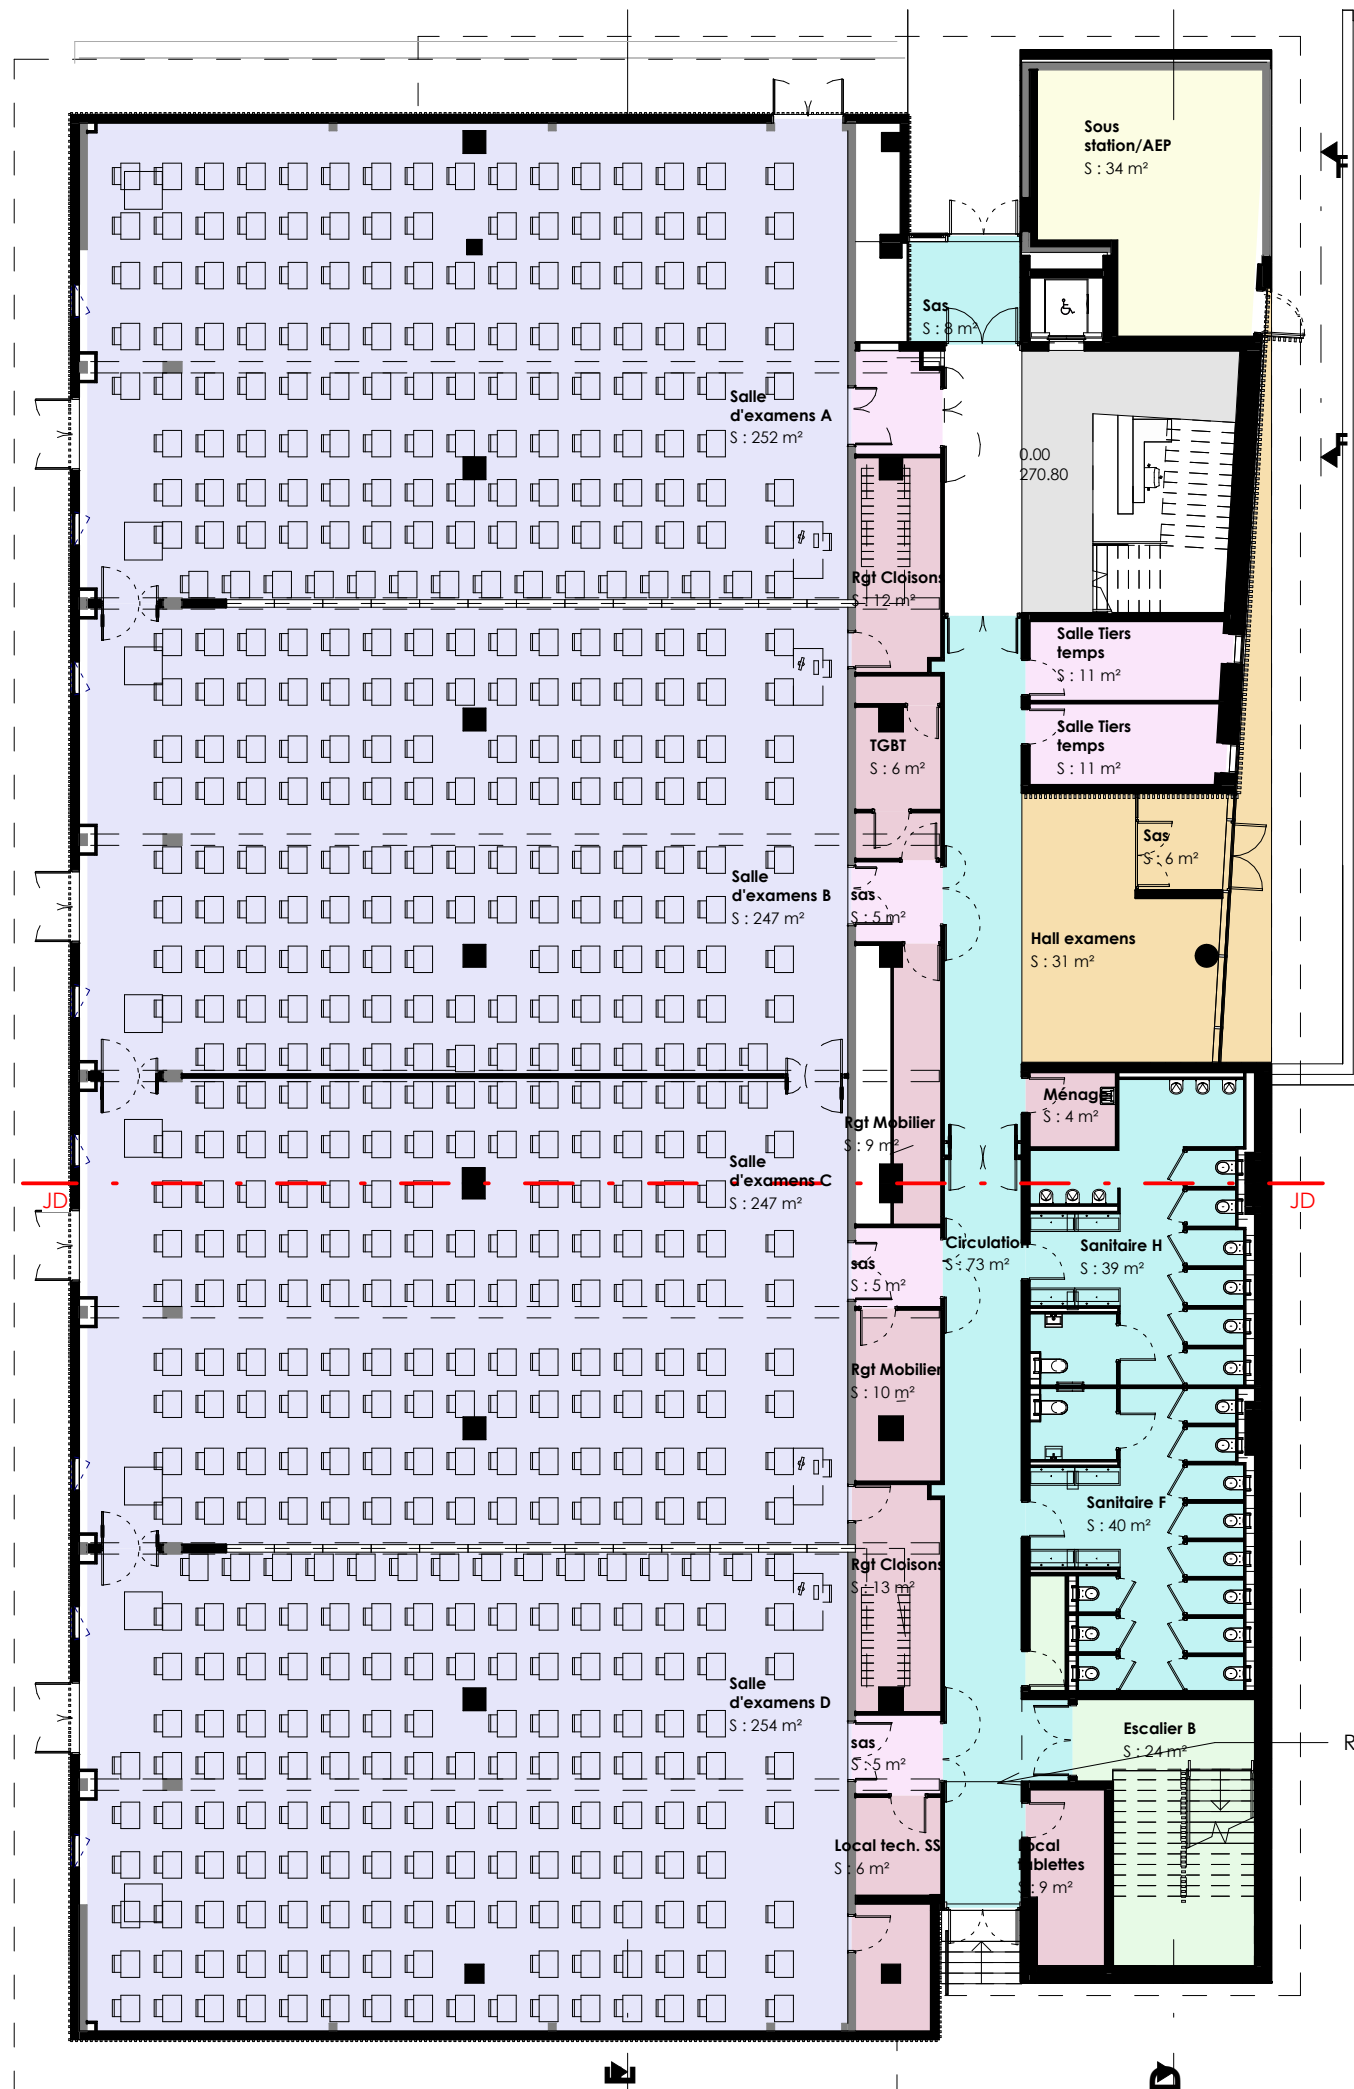 Sous
station/AEP
S : 34 m²
F
Sas
S : 8 m²
Salle
d'examens A
S : 252 m²
F
0.00
270.80
Rgt Cloisons
S : 12 m²
Salle Tiers
temps
S : 11 m²
Salle Tiers
temps
S : 11 m²
TGBT
S : 6 m²
Sas
S : 6 m²
Salle
d'examens B
S : 247 m²
sas
S : 5 m²
Hall examens
S : 31 m²
Ménage
S : 4 m²
Rgt Mobilier
S : 9 m²
Salle
d'examens C
S : 247 m²
JD
JD
Circulation
S : 73 m²
Sanitaire H
S : 39 m²
sas
S : 5 m²
Rgt Mobilier
S : 10 m²
Sanitaire F
S : 40 m²
Rgt Cloisons
S : 13 m²
Salle
d'examens D
S : 254 m²
Escalier B
S : 24 m²
R
sas
S : 5 m²
Local tech. SS
S : 6 m²
Local
tablettes
S : 9 m²
E
D